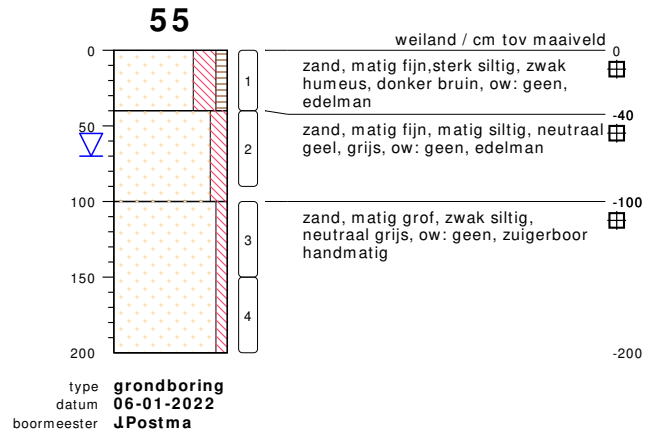 55
weiland / cm tov maaiveld
0
0
zand, matig fijn,sterk siltig, zwak
humeus, donker bruin, ow: geen,
edelman
1
-40
50
zand, matig fijn, matig siltig, neutraal
geel, grijs, ow: geen, edelman
2
100
-100
zand, matig grof, zwak siltig,
neutraal grijs, ow: geen, zuigerboor
handmatig
3
150
4
200
-200
type grondboring
datum 06-01-2022
boormeester J.Postma